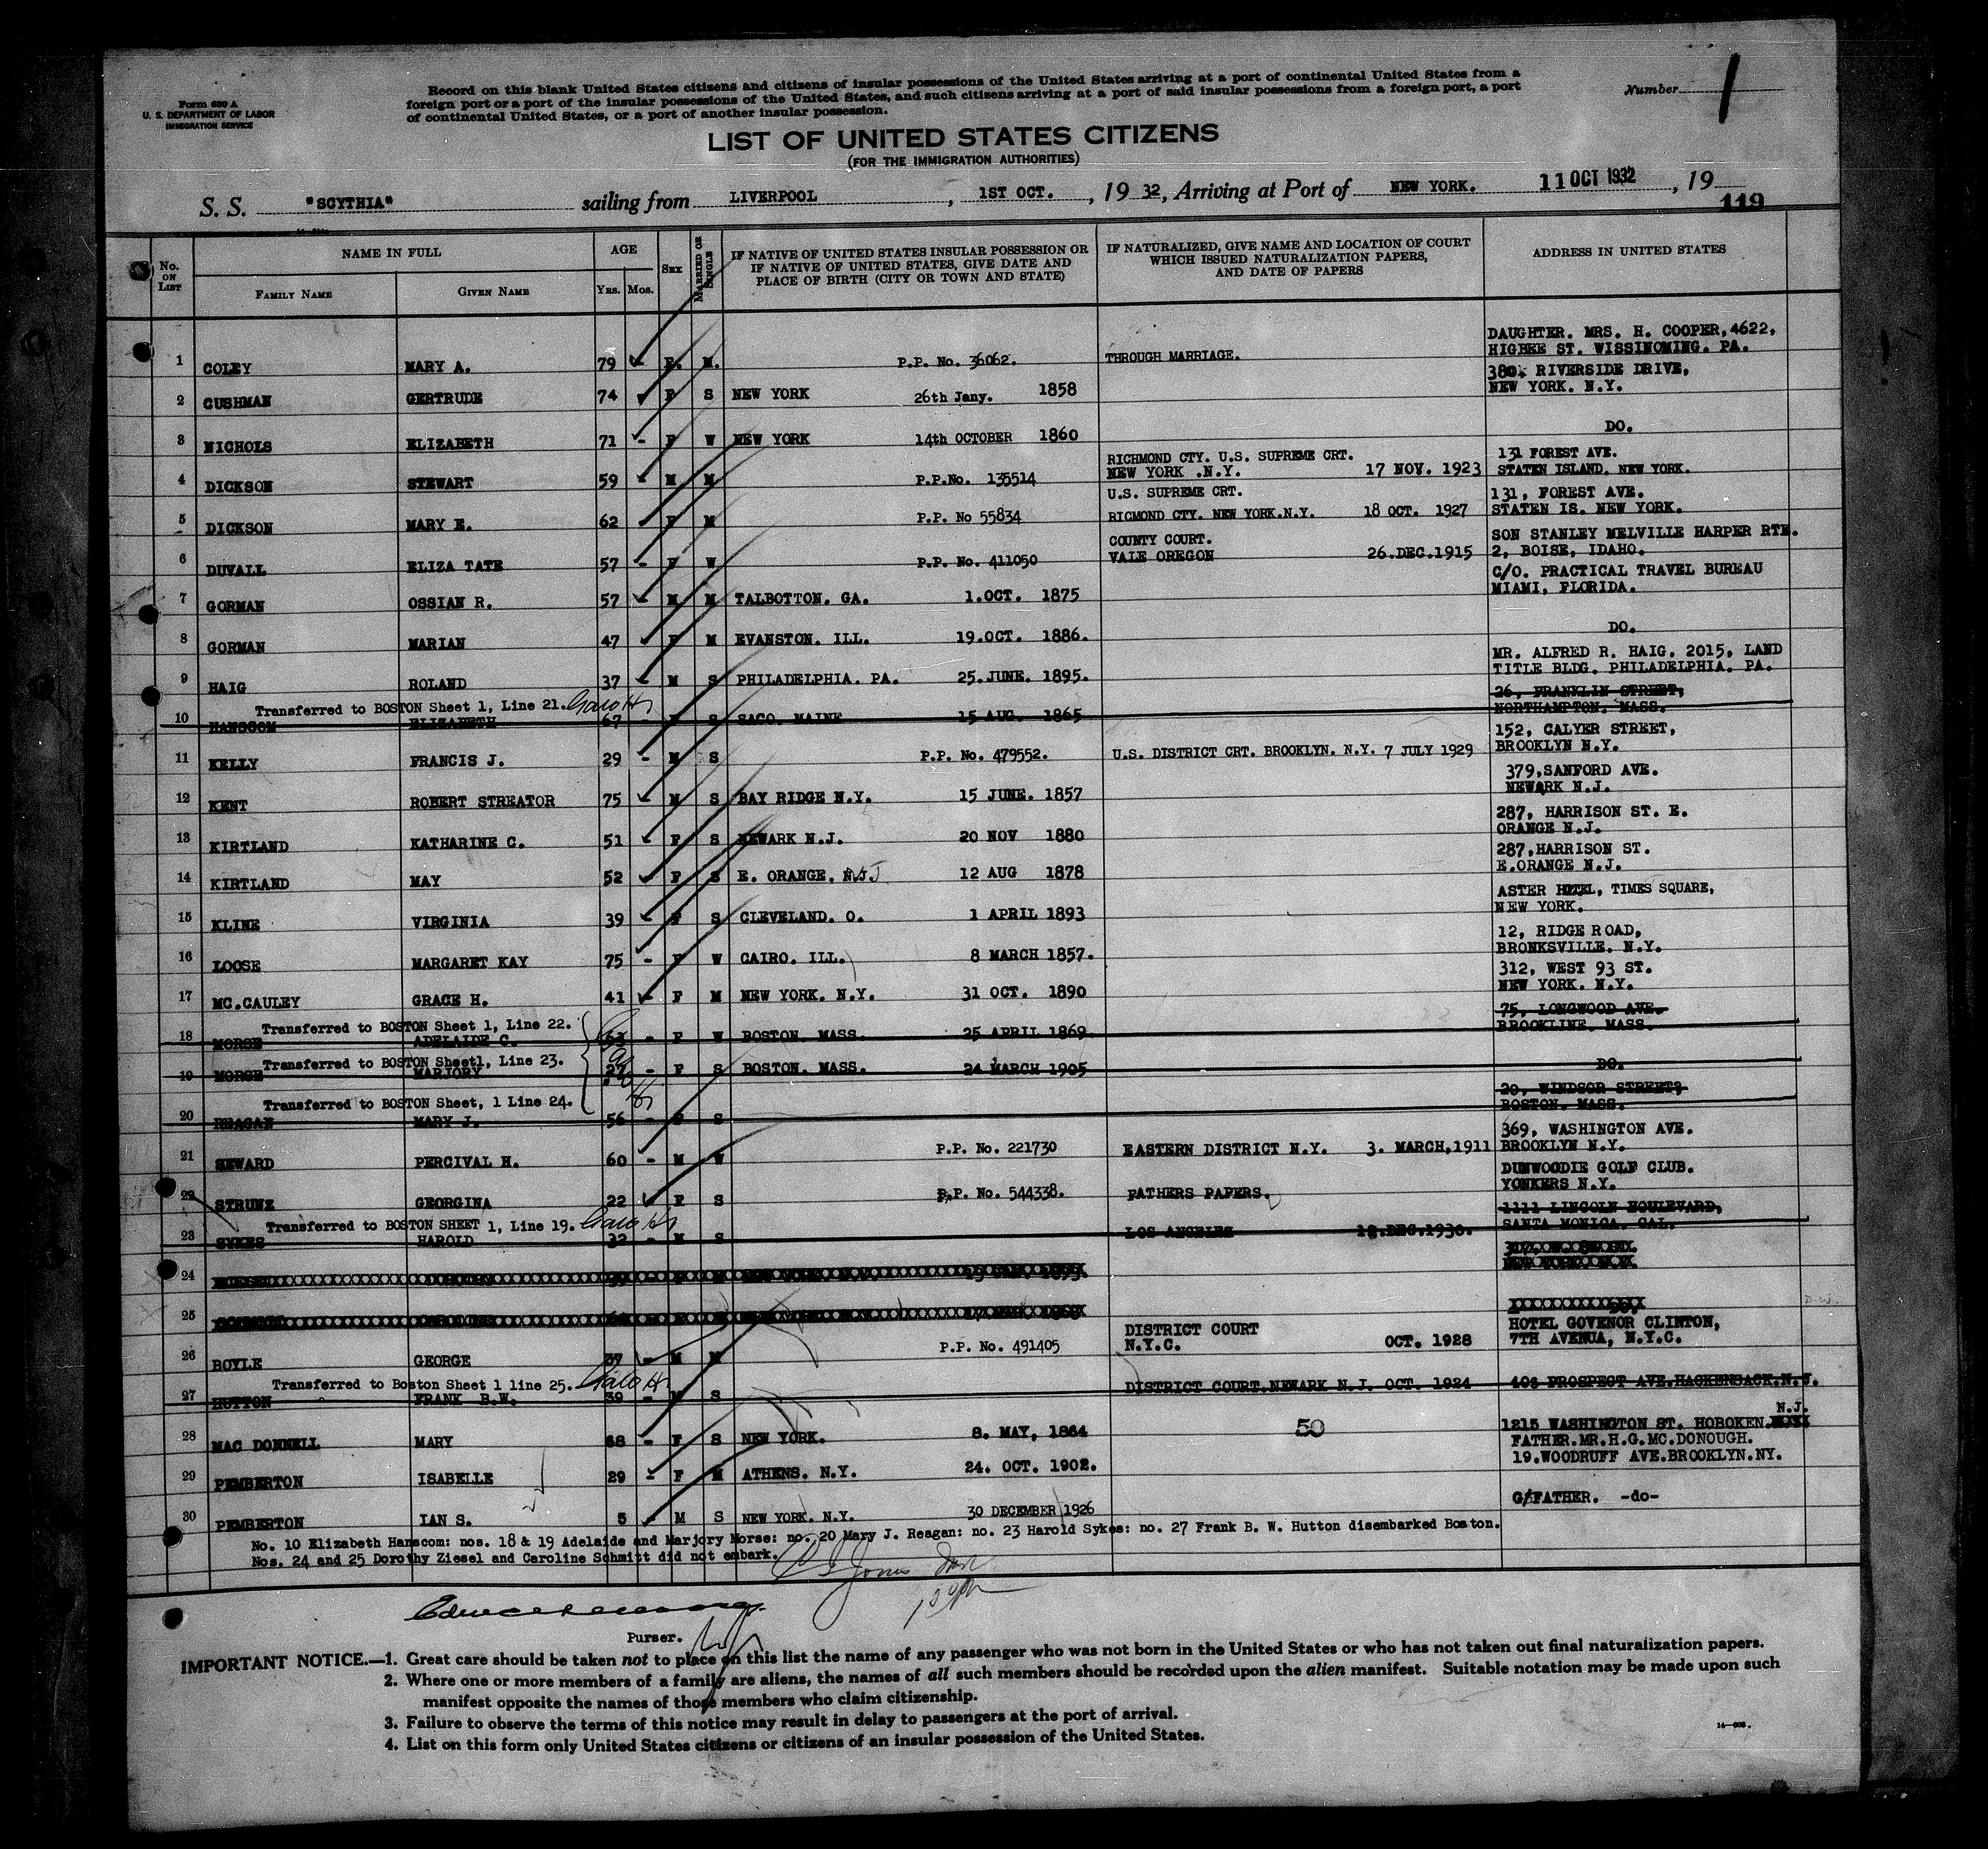 Form 630 A
U. S. DEPARTMENT OF LABOR
IMMIGRATION SERVICE
Record on this blank United States citizens and citizens of insular possessions of the United States arriving at a port of continental United States from a
foreign port or a port of the insular possessions of the United States, and such citizens arriving at a port of said insular possessions from a foreign port, a port
of continental United States, or a port of another insular possession.
Number 1
LIST OF UNITED STATES CITIZENS
(FOR THE IMMIGRATION AUTHORITIES)
S. S. "SCYTHIA" sailing from LIVERPOOL, 1ST OCT., 19 32, Arriving at Port of NEW YORK. 11 OCT 1932, 19
119
No. ON LIST NAME IN FULL AGE SEX MARRIED OR SINGLE IF NATIVE OF UNITED STATES INSULAR POSSESSION OR IF NATIVE OF UNITED STATES, GIVE DATE AND PLACE OF BIRTH (CITY OR TOWN AND STATE) IF NATURALIZED, GIVE NAME AND LOCATION OF COURT WHICH ISSUED NATURALIZATION PAPERS, AND DATE OF PAPERS ADDRESS IN UNITED STATES
FAMILY NAME GIVEN NAME YRS. MOS.
DAUGHTER. MRS. H. COOPER, 4622,
1 COLEY MARY A. 79 - F. M. P.P. No. 36062. THROUGH MARRIAGE. HIGBEE ST. WISSINOMING. PA.
380. RIVERSIDE DRIVE,
2 CUSHMAN GERTRUDE 74 F S NEW YORK 26th Jany. 1858 NEW YORK. N.Y.
3 NICHOLS ELIZABETH 71 - F W NEW YORK 14th OCTOBER 1860 DO.
RICHMOND CTY. U.S. SUPREME CRT. 131 FOREST AVE.
4 DICKSON STEWART 59 - M M P.P.No. 135514 NEW YORK .N.Y. 17 NOV. 1923 STATEN ISLAND. NEW YORK.
U.S. SUPREME CRT. 131, FOREST AVE.
5 DICKSON MARY E. 62 - F M P.P. No 55834 RICMOND CTY. NEW YORK.N.Y. 18 OCT. 1927 STATEN IS. NEW YORK.
COUNTY COURT. SON STANLEY MELVILLE HARPER RTE.
6 DUVALL ELIZA TATE 57 - F W P.P. No. 411050 VALE OREGON 26.DEC.1915 2, BOISE, IDAHO.
C/O. PRACTICAL TRAVEL BUREAU
7 GORMAN OSSIAN R. 57 - M M TALBOTTON. GA. 1.OCT. 1875 MIAMI, FLORIDA.
8 GORMAN MARIAN 47 - F M EVANSTON. ILL. 19.OCT. 1886. DO.
MR. ALFRED R. HAIG. 2015, LAND
9 HAIG ROLAND 37 - M S PHILADELPHIA. PA. 25.JUNE. 1895. TITLE BLDG. PHILADELPHIA. PA.
Transferred to BOSTON Sheet 1, Line 21. 26, FRANKLIN STREET,
10 HANSCOM ELIZABETH 67 F S SACO. MAINE 15 AUG. 1865 NORTHAMPTON. MASS.
152, CALYER STREET,
11 KELLY FRANCIS J. 29 - M S P.P. No. 479552. U.S. DISTRICT CRT. BROOKLYN. N.Y. 7 JULY 1929 BROOKLYN N.Y.
379,SANFORD AVE.
12 KENT ROBERT STREATOR 75 - M S BAY RIDGE N.Y. 15 JUNE. 1857 NEWARK N.J.
287, HARRISON ST. E.
13 KIRTLAND KATHARINE C. 51 - F S NEWARK N.J. 20 NOV 1880 ORANGE N.J.
287,HARRISON ST.
14 KIRTLAND MAY 52 - F S E. ORANGE. NJ 12 AUG 1878 E.ORANGE N.J.
ASTER HOTEL, TIMES SQUARE,
15 KLINE VIRGINIA 39 - F S CLEVELAND. O. 1 APRIL 1893 NEW YORK.
12, RIDGE ROAD,
16 LOOSE MARGARET KAY 75 - F W CAIRO. ILL. 8 MARCH 1857. BRONKSVILLE. N.Y.
312, WEST 93 ST.
17 MC.CAULEY GRACE H. 41 - F M NEW YORK. N.Y. 31 OCT. 1890 NEW YORK. N.Y.
Transferred to BOSTON Sheet 1, Line 22. 75, LONGWOOD AVE.
18 MORSE ADELAIDE C. 63 - F W BOSTON. MASS. 25 APRIL 1869. BROOKLINE. MASS.
Transferred to BOSTON Sheet1, Line 23.
19 MORSE MARJORY 27 - F S BOSTON. MASS. 24 MARCH 1905 DO.
Transferred to BOSTON Sheet, 1 Line 24. 20, WINDSOR STREET,
20 REAGAN MARY J. 56 - S BOSTON. MASS.
369, WASHINGTON AVE.
21 SEWARD PERCIVAL H. 60 - M W P.P. No. 221730 EASTERN DISTRICT N.Y. 3. MARCH,1911 BROOKLYN N.Y.
DUNWOODIE GOLF CLUB.
22 STRUNZ GEORGINA 22 - F S P.P. No. 544338. FATHERS PAPERS. YONKERS N.Y.
Transferred to BOSTON SHEET 1, Line 19. 1111 LINCOLN BOULEVARD,
23 SYKES HAROLD 32 - M S LOS ANGELES DEC.1930. SANTA MONICA. CAL.
24
25
DISTRICT COURT HOTEL GOVENOR CLINTON,
26 BOYLE GEORGE 37 - M M P.P. No. 491405 N.Y.C. OCT. 1928 7TH AVENUA, N.Y.C.
Transferred to Boston Sheet 1 line 25.
27 HUTTON FRANK B.W. 39 - M S DISTRICT COURT.NEWARK N.J. OCT. 1924 PROSPECT AVE.HACKENSACK.N.J.
N.J.
28 MAC DONNELL MARY 68 - F S NEW YORK. 8. MAY, 1864 50 1215 WASHINGTON ST. HOBOKEN.
FATHER.MR.H.G.MC.DONOUGH.
29 PEMBERTON ISABELLE 29 - F M ATHENS. N.Y. 24. OCT. 1902. 19.WOODRUFF AVE.BROOKLYN.NY.
30 PEMBERTON IAN S. 5 - M S NEW YORK. N.Y. 30 DECEMBER 1926 G/FATHER. -do-
No. 10 Elizabeth Hanscom: nos. 18 & 19 Adelaide and Marjory Morse: no. 20 Mary J. Reagan: no. 23 Harold Sykes: no. 27 Frank B. W. Hutton disembarked Boston.
Nos. 24 and 25 Dorothy Ziesel and Caroline Schmitt did not embark.
Purser.
IMPORTANT NOTICE.—1. Great care should be taken not to place on this list the name of any passenger who was not born in the United States or who has not taken out final naturalization papers.
2. Where one or more members of a family are aliens, the names of all such members should be recorded upon the alien manifest. Suitable notation may be made upon such
manifest opposite the names of those members who claim citizenship.
3. Failure to observe the terms of this notice may result in delay to passengers at the port of arrival.
4. List on this form only United States citizens or citizens of an insular possession of the United States.